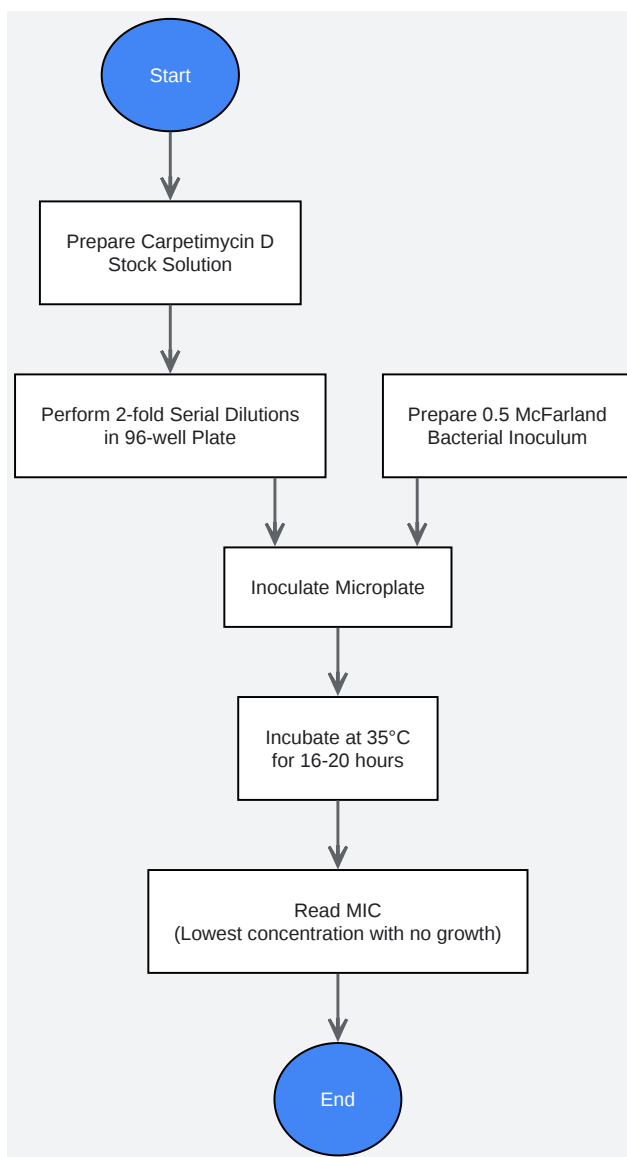 Start
Prepare Carpetimycin D
Stock Solution
Perform 2-fold Serial Dilutions
in 96-well Plate
Prepare 0.5 McFarland
Bacterial Inoculum
Inoculate Microplate
Incubate at 35°C
for 16-20 hours
Read MIC
(Lowest concentration with no growth)
End